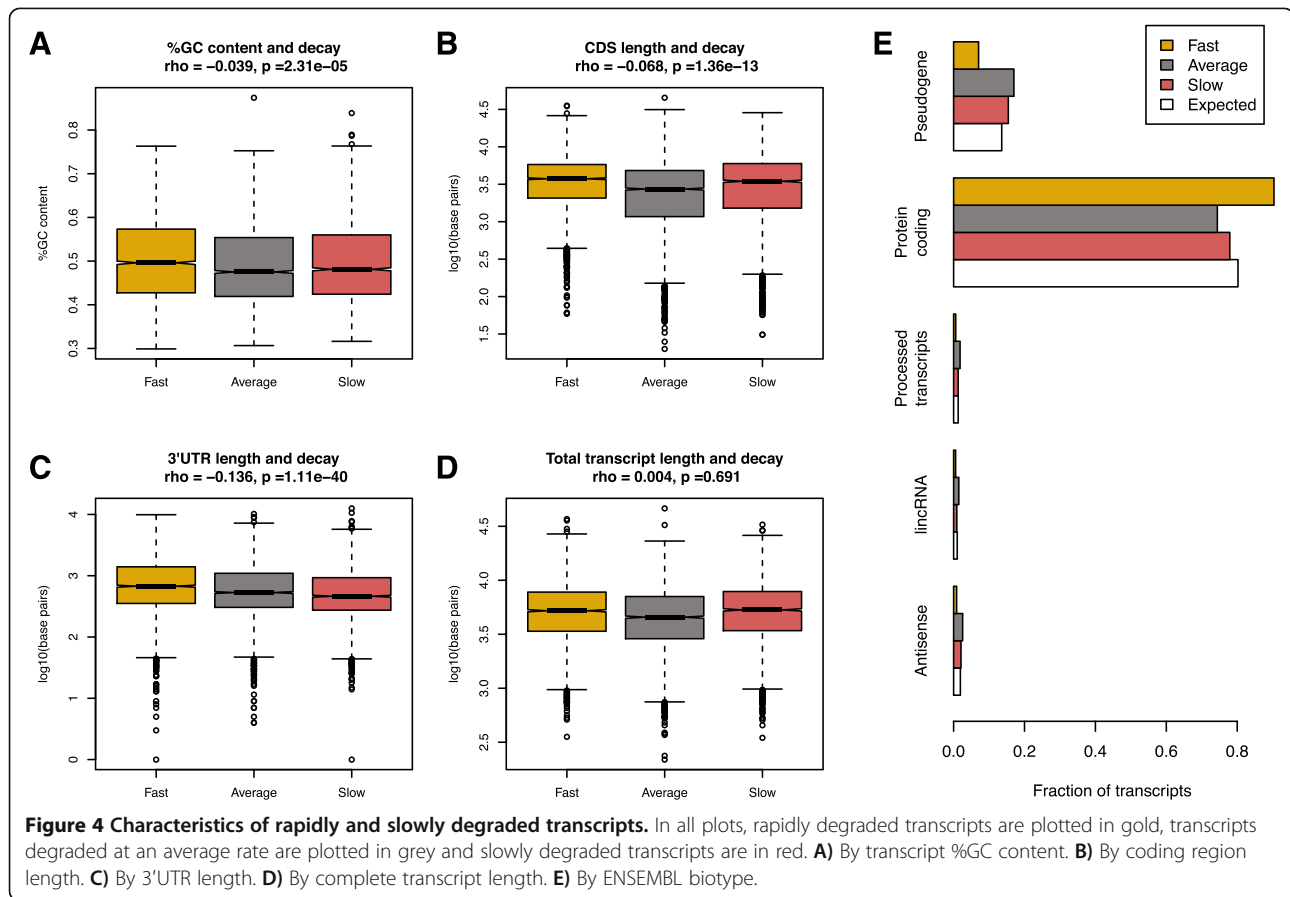 A
%GC content and decay
rho = −0.039, p =2.31e−05
%GC content
0.8
0.7
0.6
0.5
0.4
0.3
Fast Average Slow
B
CDS length and decay
rho = −0.068, p =1.36e−13
log10(base pairs)
4.5
4.0
3.5
3.0
2.5
2.0
1.5
Fast Average Slow
C
3'UTR length and decay
rho = −0.136, p =1.11e−40
log10(base pairs)
4
3
2
1
0
Fast Average Slow
D
Total transcript length and decay
rho = 0.004, p =0.691
log10(base pairs)
4.5
4.0
3.5
3.0
2.5
Fast Average Slow
E
Fast
Average
Slow
Expected
Pseudogene
Protein
coding
Processed
transcripts
lincRNA
Antisense
0.0 0.2 0.4 0.6 0.8
Fraction of transcripts
Figure 4 Characteristics of rapidly and slowly degraded transcripts. In all plots, rapidly degraded transcripts are plotted in gold, transcripts
degraded at an average rate are plotted in grey and slowly degraded transcripts are in red. A) By transcript %GC content. B) By coding region
length. C) By 3′UTR length. D) By complete transcript length. E) By ENSEMBL biotype.